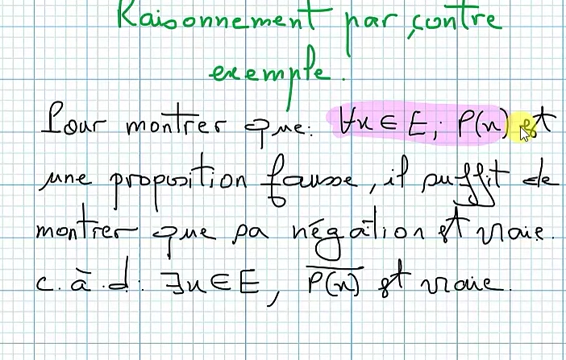 Raisonnement par contre
exemple.
Pour montrer que: ∀x ∈ E; P(x) est
une proposition fausse, il suffit de
montrer que sa négation est vraie.
c.à.d: ∃x ∈ E, P(x)̅ est vraie.